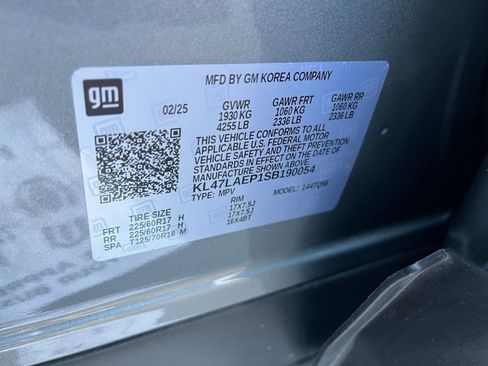 gm
MFD BY GM KOREA COMPANY
02/25 GVWR GAWR FRT GAWR RR
1930 KG 1060 KG 1060 KG
4255 LB 2336 LB 2336 LB
THIS VEHICLE CONFORMS TO ALL
APPLICABLE U.S. FEDERAL MOTOR
VEHICLE SAFETY, BUMPER, AND
THEFT PREVENTION STANDARDS
IN EFFECT ON THE DATE OF
MANUFACTURE SHOWN ABOVE.
KL47LAEP1SB190054
TYPE: MPV MODEL: 144TQ58
TIRE SIZE RIM
FRT 225/60R17 H 17X7.5J
RR 225/60R17 H 17X7.5J
SPA T125/70R16 M 16X4BT